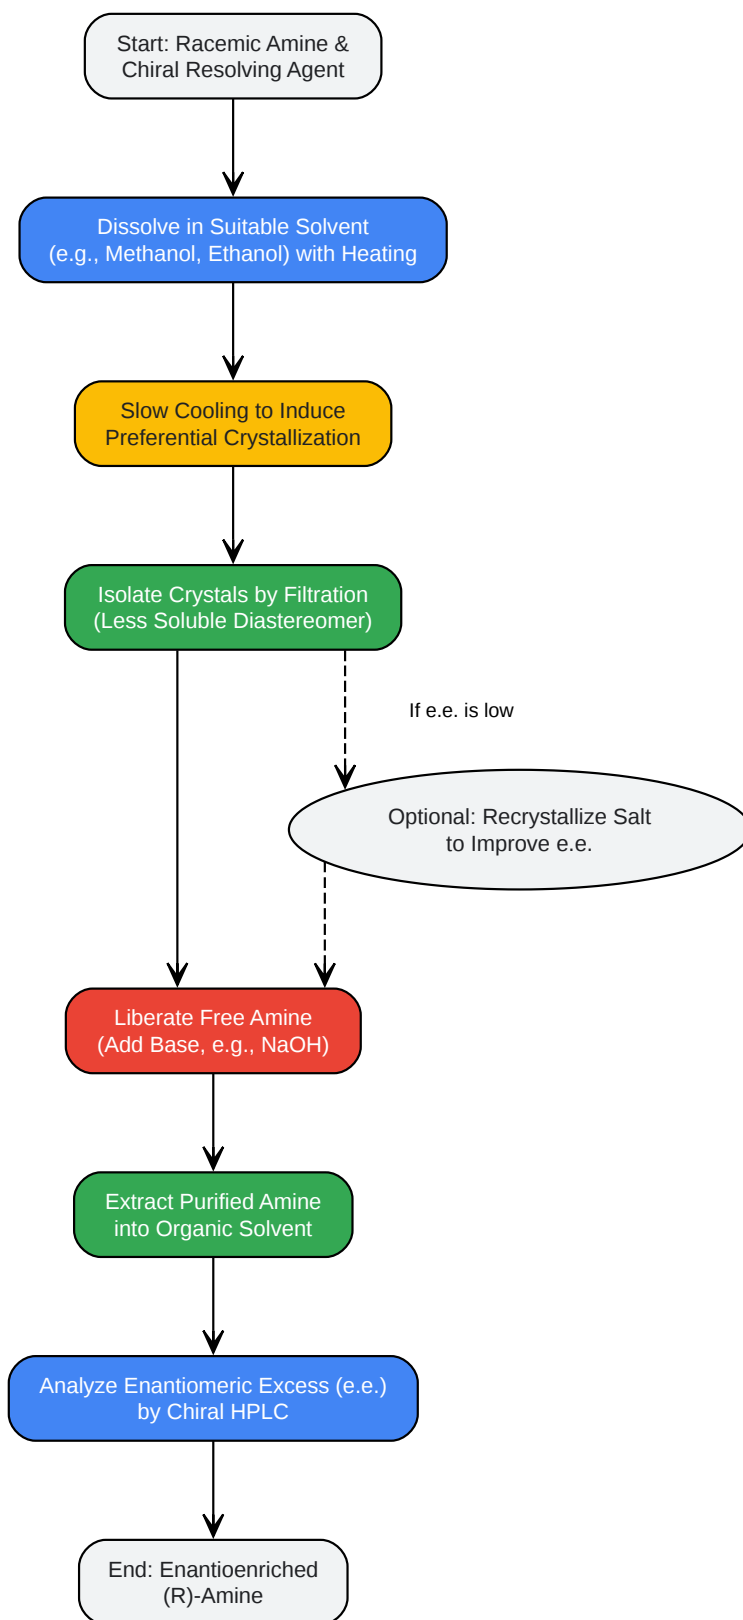 Start: Racemic Amine &
Chiral Resolving Agent
Dissolve in Suitable Solvent
(e.g., Methanol, Ethanol) with Heating
Slow Cooling to Induce
Preferential Crystallization
Isolate Crystals by Filtration
(Less Soluble Diastereomer)
If e.e. is low
Optional: Recrystallize Salt
to Improve e.e.
Liberate Free Amine
(Add Base, e.g., NaOH)
Extract Purified Amine
into Organic Solvent
Analyze Enantiomeric Excess (e.e.)
by Chiral HPLC
End: Enantioenriched
(R)-Amine